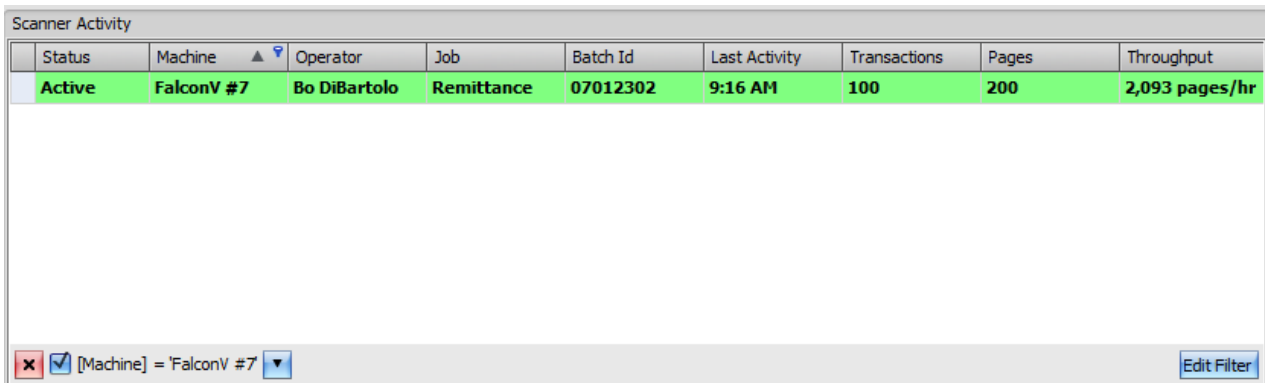 Scanner Activity
Status Machine Operator Job Batch Id Last Activity Transactions Pages Throughput
Active FalconV #7 Bo DiBartolo Remittance 07012302 9:16 AM 100 200 2,093 pages/hr
[Machine] = 'FalconV #7' Edit Filter